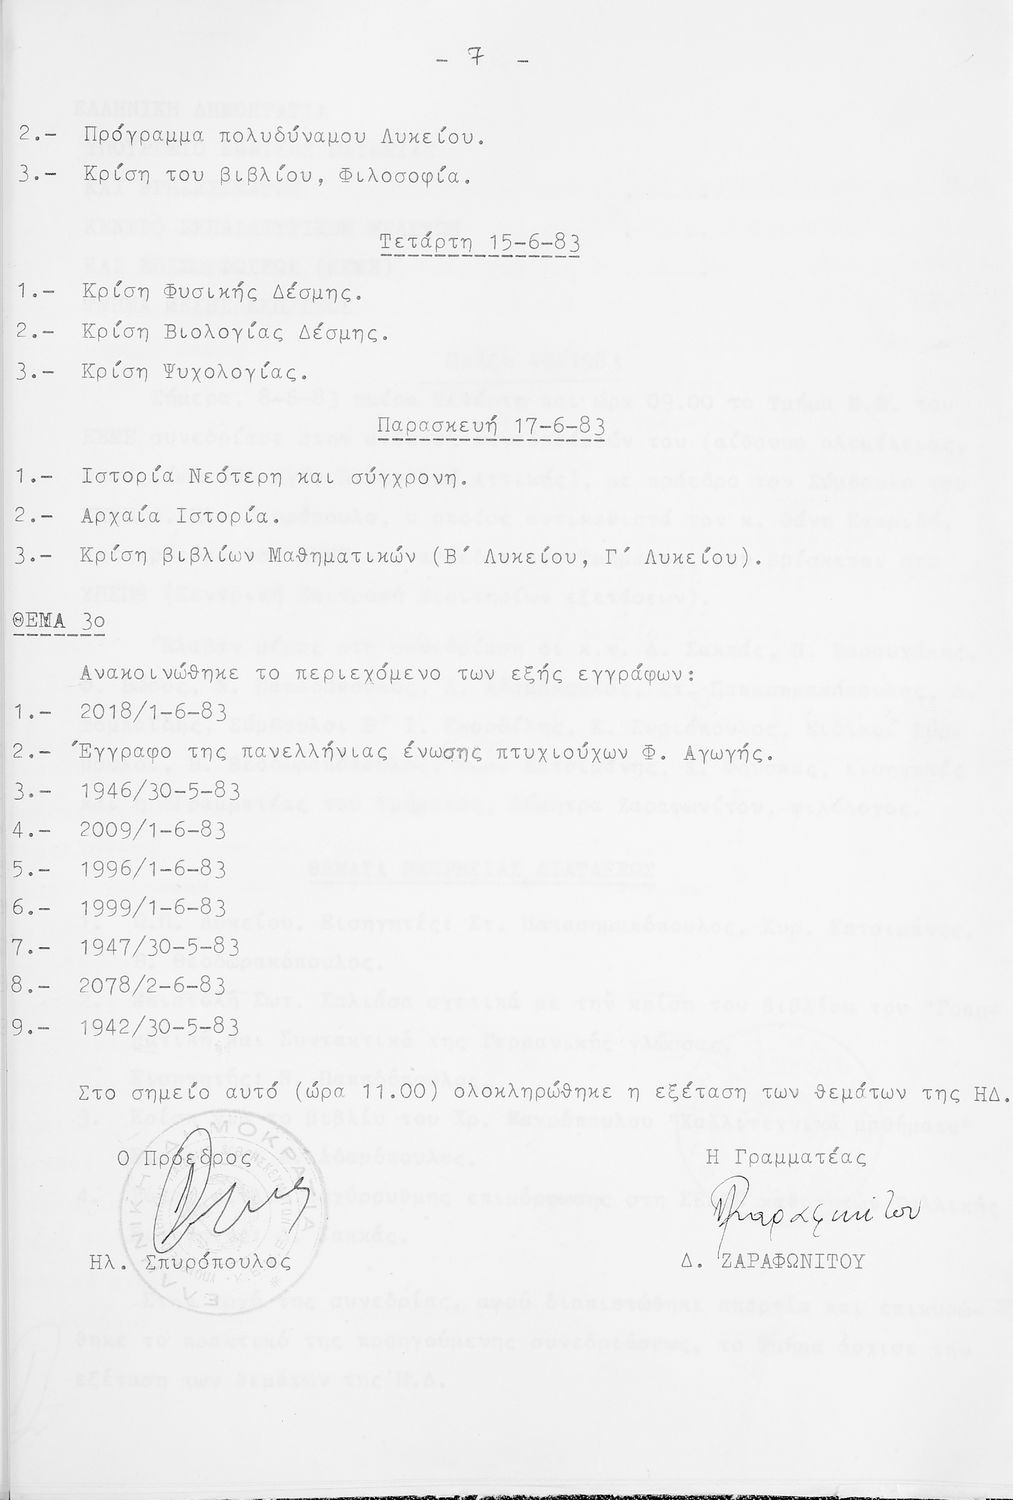 - 7 -
2.- Πρόγραμμα πολυδύναμου Λυκείου.
3.- Κρίση του βιβλίου, Φιλοσοφία.
Τετάρτη 15-6-83
1.- Κρίση Φυσικής Δέσμης.
2.- Κρίση Βιολογίας Δέσμης.
3.- Κρίση Ψυχολογίας.
Παρασκευή 17-6-83
1.- Ιστορία Νεότερη και σύγχρονη.
2.- Αρχαία Ιστορία.
3.- Κρίση βιβλίων Μαθηματικών (Β΄ Λυκείου, Γ΄ Λυκείου).
ΘΕΜΑ 3ο
Ανακοινώθηκε το περιεχόμενο των εξής εγγράφων:
1.- 2018/1-6-83
2.- Έγγραφο της πανελλήνιας ένωσης πτυχιούχων Φ. Αγωγής.
3.- 1946/30-5-83
4.- 2009/1-6-83
5.- 1996/1-6-83
6.- 1999/1-6-83
7.- 1947/30-5-83
8.- 2078/2-6-83
9.- 1942/30-5-83
Στο σημείο αυτό (ώρα 11.00) ολοκληρώθηκε η εξέταση των θεμάτων της ΗΔ.
Ο Πρόεδρος Η Γραμματέας
Ηλ. Σπυρόπουλος Δ. ΖΑΡΑΦΩΝΙΤΟΥ